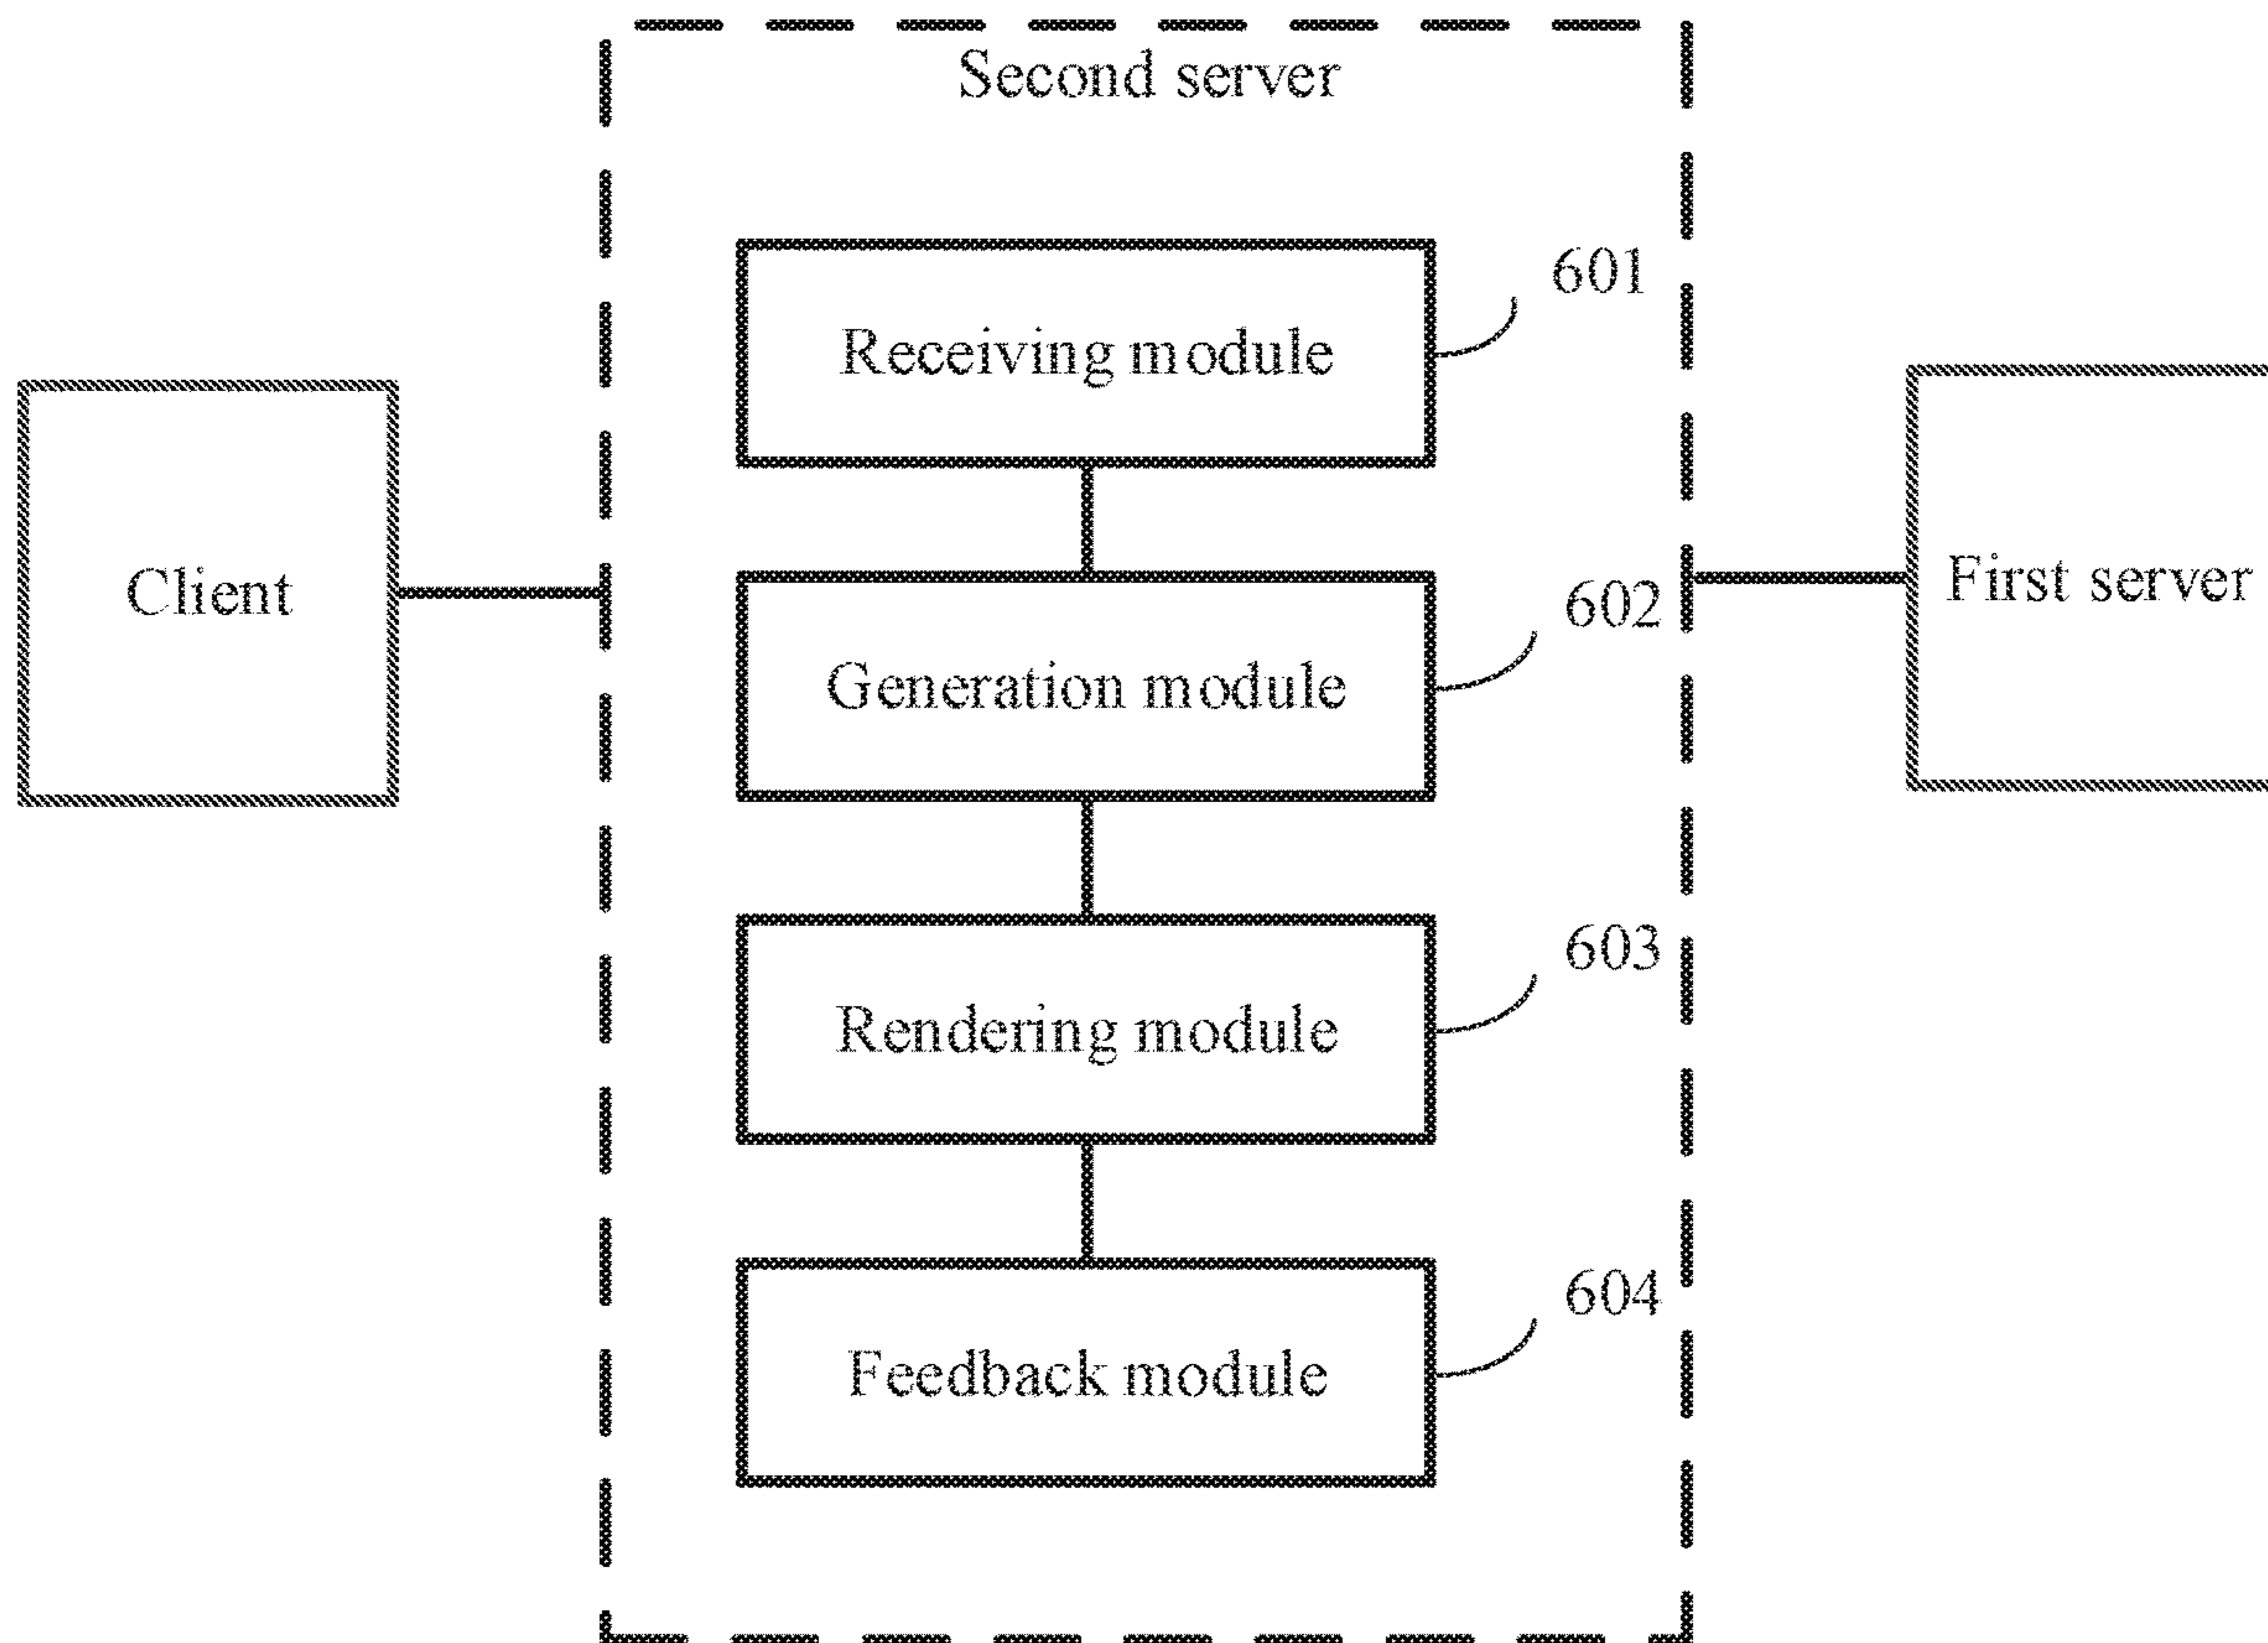 Second server
601
Receiving module
Client
First server
602
Generation module
603
Rendering module
604
Feedback module